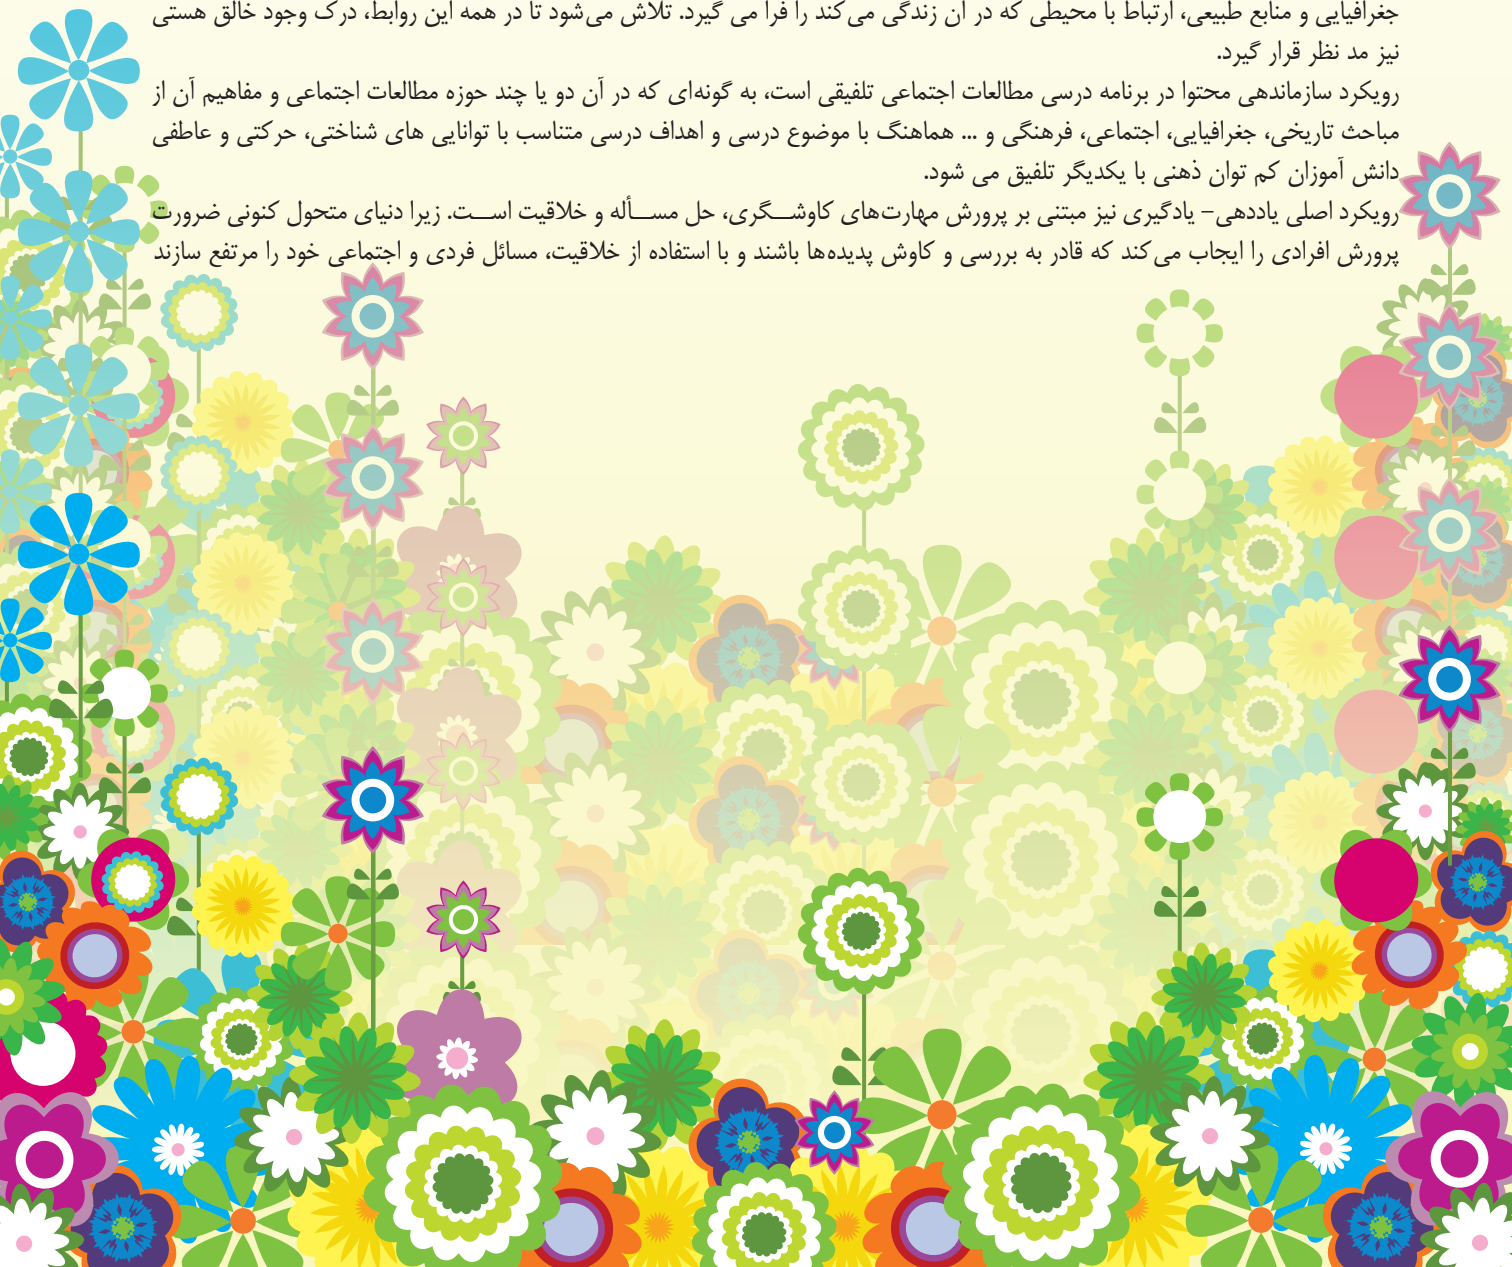 جغرافیایی و منابع طبیعی، ارتباط با محیطی که در آن زندگی می‌کند را فرا می گیرد. تلاش می‌شود تا در همه این روابط، درک وجود خالق هستی
نیز مد نظر قرار گیرد.
رویکرد سازماندهی محتوا در برنامه درسی مطالعات اجتماعی تلفیقی است، به گونه‌ای که در آن دو یا چند حوزه مطالعات اجتماعی و مفاهیم آن از
مباحث تاریخی، جغرافیایی، اجتماعی، فرهنگی و ... هماهنگ با موضوع درسی و اهداف درسی متناسب با توانایی های شناختی، حرکتی و عاطفی
دانش آموزان کم توان ذهنی با یکدیگر تلفیق می شود.
رویکرد اصلی یاددهی- یادگیری نیز مبتنی بر پرورش مهارت‌های کاوشــگری، حل مســأله و خلاقیت اســت. زیرا دنیای متحول کنونی ضرورت
پرورش افرادی را ایجاب می‌کند که قادر به بررسی و کاوش پدیده‌ها باشند و با استفاده از خلاقیت، مسائل فردی و اجتماعی خود را مرتفع سازند